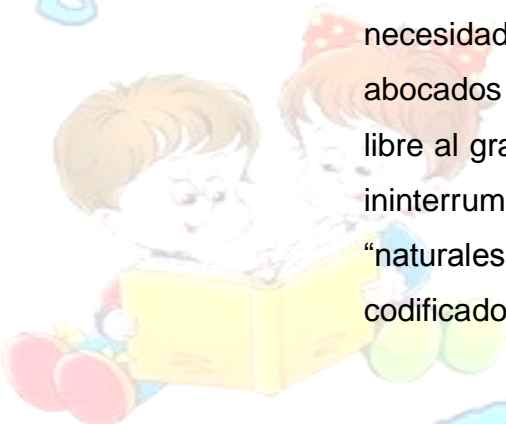 necesidad
abocados
libre al gra
ininterrum
“naturales
codificado